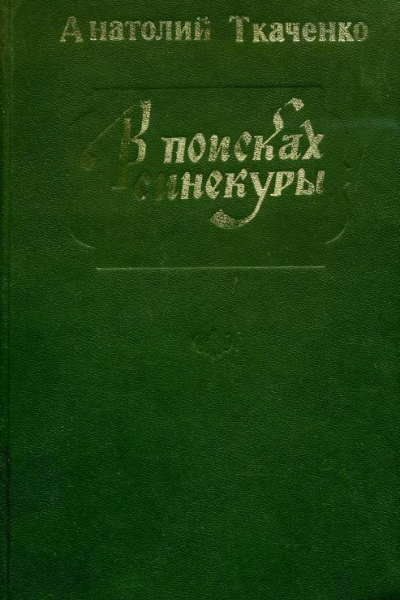 Анатолий Ткаченко
В поисках
синекуры